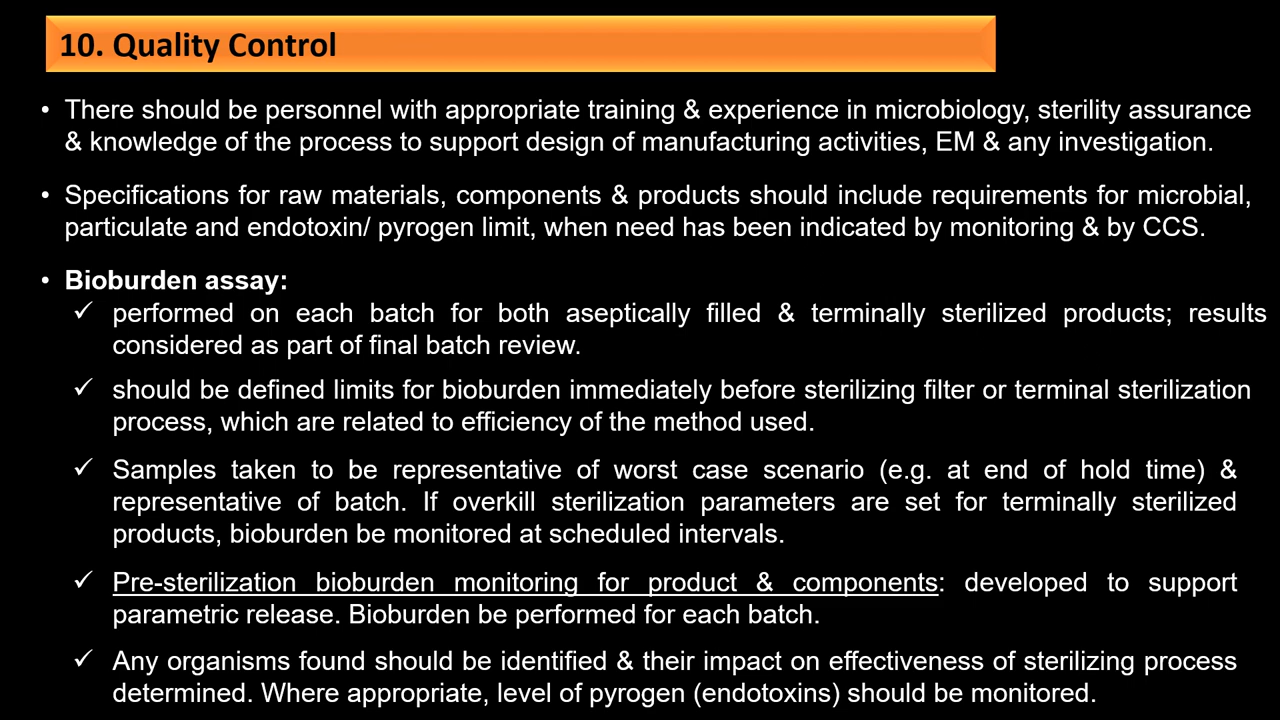 10. Quality Control
• There should be personnel with appropriate training & experience in microbiology, sterility assurance
& knowledge of the process to support design of manufacturing activities, EM & any investigation.
• Specifications for raw materials, components & products should include requirements for microbial,
particulate and endotoxin/ pyrogen limit, when need has been indicated by monitoring & by CCS.
• Bioburden assay:
✓ performed on each batch for both aseptically filled & terminally sterilized products; results
considered as part of final batch review.
✓ should be defined limits for bioburden immediately before sterilizing filter or terminal sterilization
process, which are related to efficiency of the method used.
✓ Samples taken to be representative of worst case scenario (e.g. at end of hold time) &
representative of batch. If overkill sterilization parameters are set for terminally sterilized
products, bioburden be monitored at scheduled intervals.
✓ Pre-sterilization bioburden monitoring for product & components: developed to support
parametric release. Bioburden be performed for each batch.
✓ Any organisms found should be identified & their impact on effectiveness of sterilizing process
determined. Where appropriate, level of pyrogen (endotoxins) should be monitored.